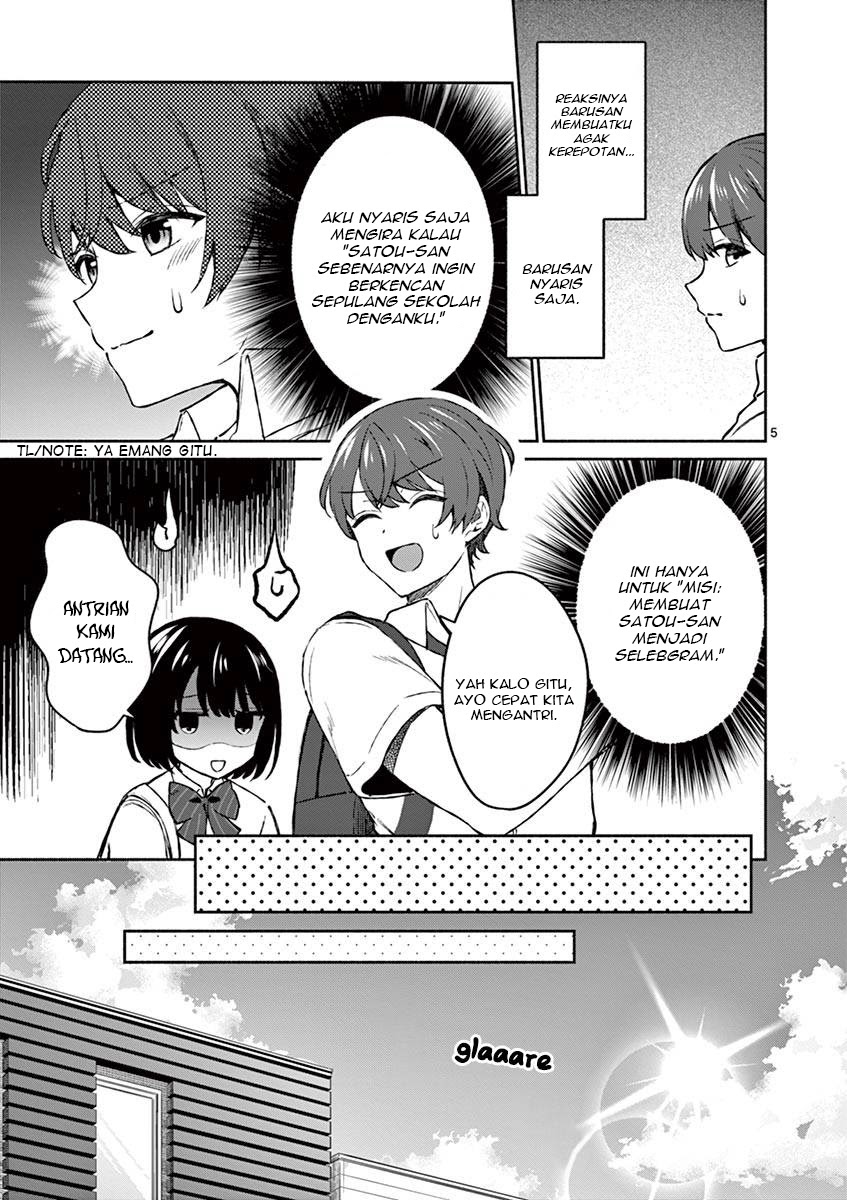 REAKSINYA
BARUSAN
MEMBUATKU
AGAK
KEREPOTAN...
BARUSAN
NYARIS
SAJA.
AKU NYARIS SAJA
MENGIRA KALAU
"SATOU-SAN
SEBENARNYA INGIN
BERKENCAN
SEPULANG SEKOLAH
DENGANKU."
5
TL/NOTE: YA EMANG GITU.
INI HANYA
UNTUK "MISI:
MEMBUAT
SATOU-SAN
MENJADI
SELEBGRAM."
YAH KALO GITU,
AYO CEPAT KITA
MENGANTRI.
ANTRIAN
KAMI
DATANG...
glaaare